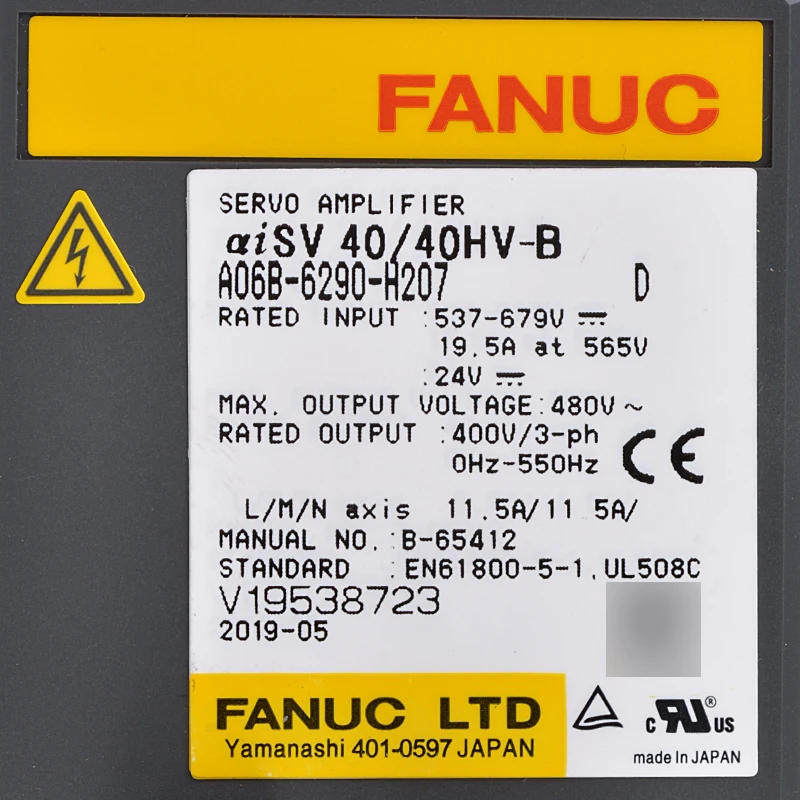 FANUC
SERVO AMPLIFIER
αiSV 40/40HV-B
A06B-6290-H207 D
RATED INPUT :537-679V ⎓
19.5A at 565V
:24V ⎓
MAX. OUTPUT VOLTAGE:480V~
RATED OUTPUT :400V/3-ph
0Hz-550Hz
CE
L/M/N axis 11.5A/11 5A/
MANUAL NO. :B-65412
STANDARD :EN61800-5-1,UL508C
V19538723
2019-05
FANUC LTD
Yamanashi 401-0597 JAPAN
c RU® US
made In JAPAN